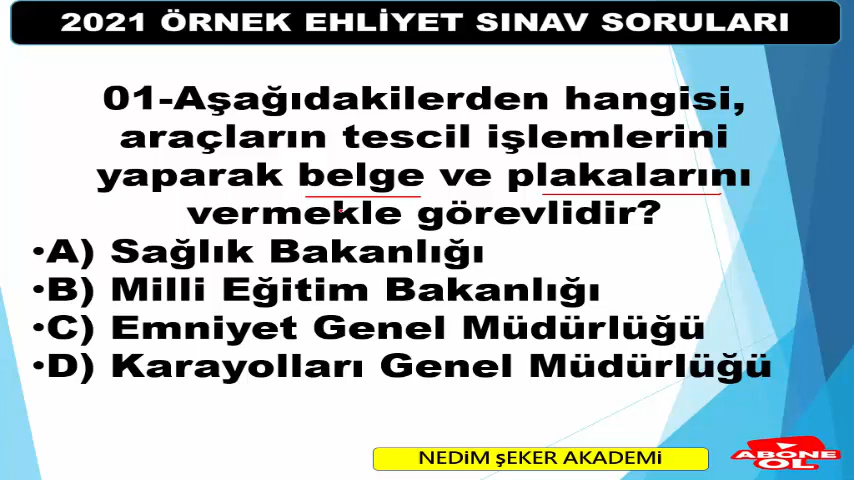 2021 ÖRNEK EHLİYET SINAV SORULARI
01-Aşağıdakilerden hangisi,
araçların tescil işlemlerini
yaparak belge ve plakalarını
vermekle görevlidir?
•A) Sağlık Bakanlığı
•B) Milli Eğitim Bakanlığı
•C) Emniyet Genel Müdürlüğü
•D) Karayolları Genel Müdürlüğü
NEDİM ŞEKER AKADEMİ
ABONE
OL